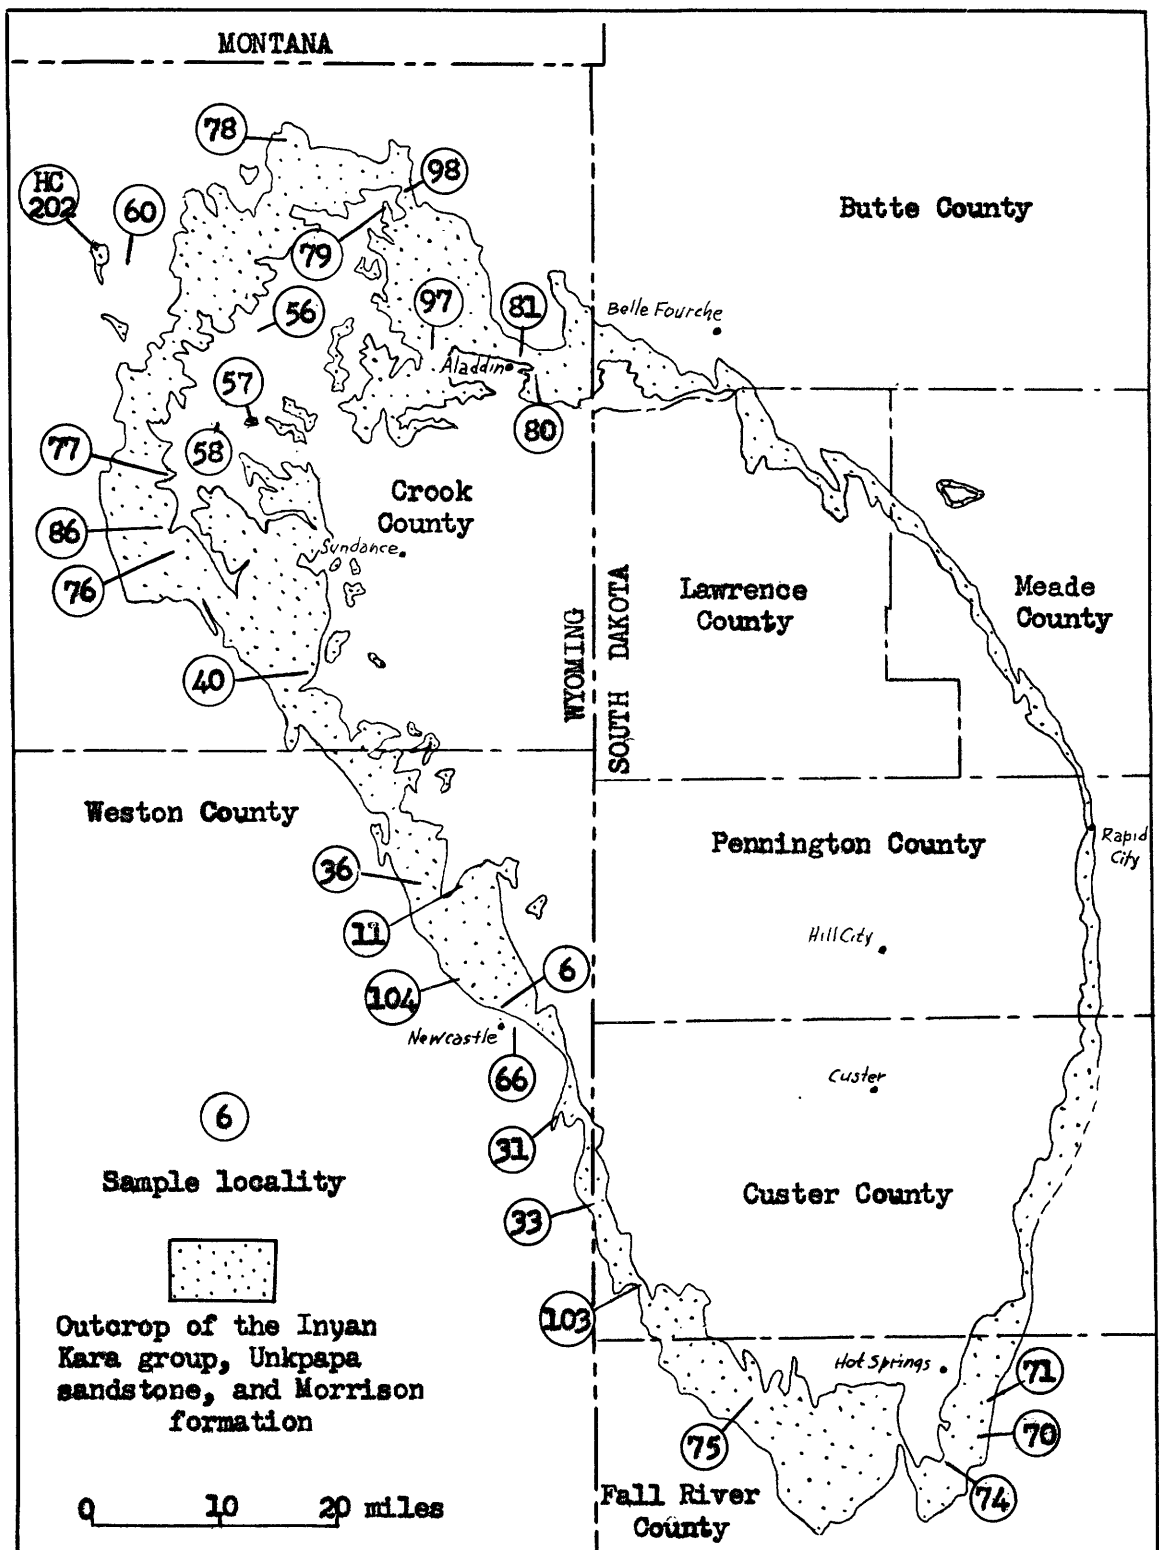 MONTANA
78
98
HC
202
60
Butte County
79
97
81
56
Belle Fourche
Aladdin
57
80
77
58
Crook
County
86
Sundance
76
Lawrence
County
Meade
County
WYOMING
SOUTH DAKOTA
40
Weston County
Pennington County
Rapid
City
36
11
Hill City
6
104
Newcastle
66
Custer
6
31
Sample locality
Custer County
33
103
Outcrop of the Inyan
Kara group, Unkpapa
sandstone, and Morrison
formation
Hot Springs
71
70
75
74
Fall River
County
0 10 20 miles